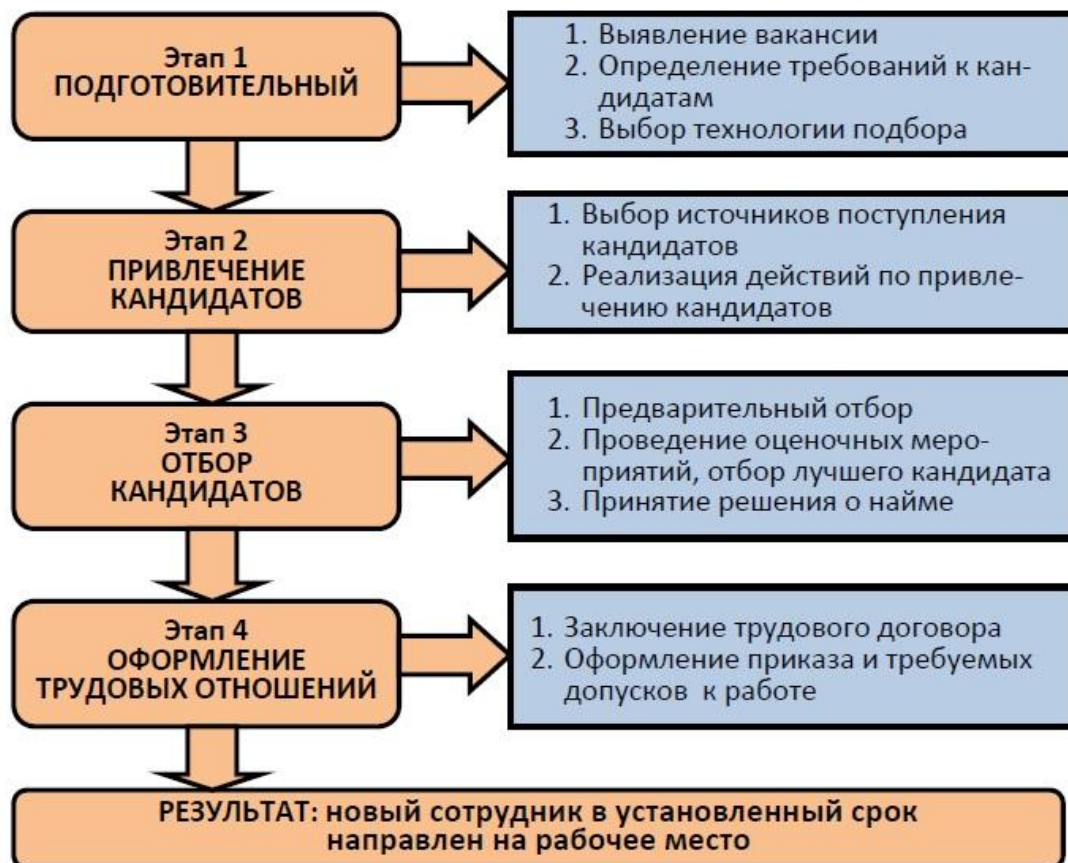 Этап 1
ПОДГОТОВИТЕЛЬНЫЙ
1. Выявление вакансии
2. Определение требований к кан-
дидатам
3. Выбор технологии подбора
Этап 2
ПРИВЛЕЧЕНИЕ
КАНДИДАТОВ
1. Выбор источников поступления
кандидатов
2. Реализация действий по привле-
чению кандидатов
Этап 3
ОТБОР
КАНДИДАТОВ
1. Предварительный отбор
2. Проведение оценочных меро-
приятий, отбор лучшего кандидата
3. Принятие решения о найме
Этап 4
ОФОРМЛЕНИЕ
ТРУДОВЫХ ОТНОШЕНИЙ
1. Заключение трудового договора
2. Оформление приказа и требуемых
допусков к работе
РЕЗУЛЬТАТ: новый сотрудник в установленный срок
направлен на рабочее место